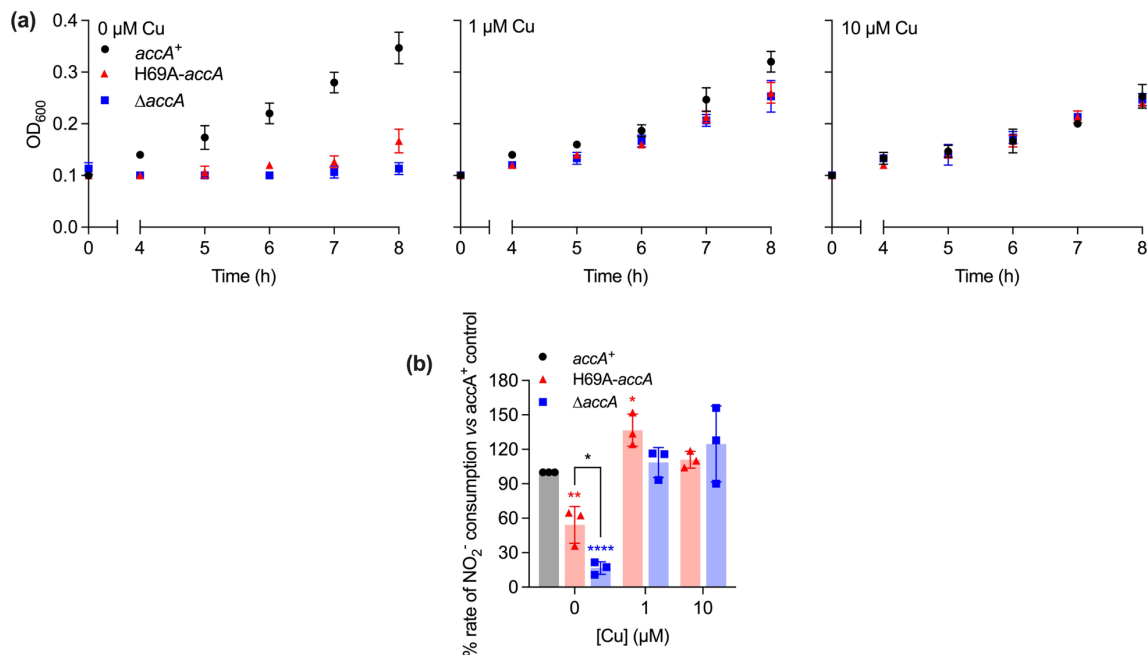 (a)
0 µM Cu
accA⁺
H69A-accA
ΔaccA
OD₆₀₀
0.4
0.3
0.2
0.1
0.0
0 4 5 6 7 8
Time (h)
1 µM Cu
0 4 5 6 7 8
Time (h)
10 µM Cu
0 4 5 6 7 8
Time (h)
(b)
accA⁺
H69A-accA
ΔaccA
% rate of NO₂⁻ consumption vs accA⁺ control
180
150
120
90
60
30
0
**
*
****
*
0 1 10
[Cu] (µM)